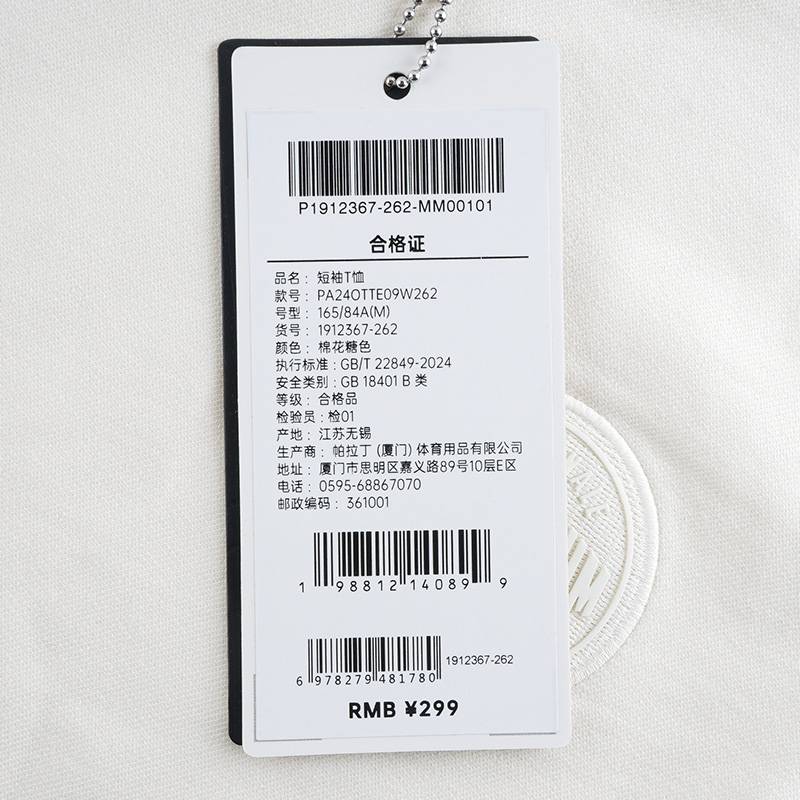 P1912367-262-MM00101
合格证
品名：短袖T恤
款号：PA24OTTE09W262
号型：165/84A(M)
货号：1912367-262
颜色：棉花糖色
执行标准：GB/T 22849-2024
安全类别：GB 18401 B 类
等级：合格品
检验员：检01
产地：江苏无锡
生产商：帕拉丁 (厦门) 体育用品有限公司
地址：厦门市思明区嘉义路89号10层E区
电话：0595-68867070
邮政编码：361001
1 98812 14089 9
6 978279 481780
1912367-262
RMB ¥299